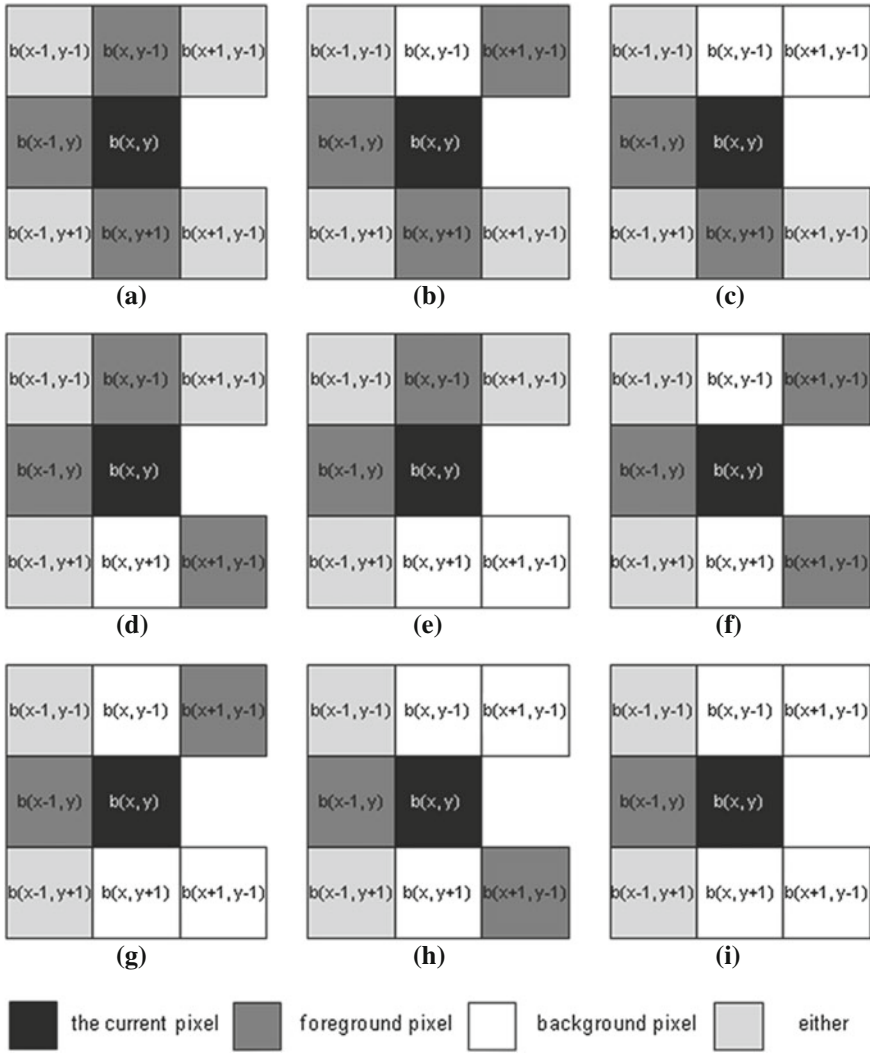 b(x-1,y-1) b(x,y-1) b(x+1,y-1) b(x-1,y-1) b(x,y-1) b(x+1,y-1) b(x-1,y-1) b(x,y-1) b(x+1,y-1)
b(x-1,y) b(x,y) b(x-1,y) b(x,y) b(x-1,y) b(x,y)
b(x-1,y+1) b(x,y+1) b(x+1,y-1) b(x-1,y+1) b(x,y+1) b(x+1,y-1) b(x-1,y+1) b(x,y+1) b(x+1,y-1)
(a) (b) (c)
b(x-1,y-1) b(x,y-1) b(x+1,y-1) b(x-1,y-1) b(x,y-1) b(x+1,y-1) b(x-1,y-1) b(x,y-1) b(x+1,y-1)
b(x-1,y) b(x,y) b(x-1,y) b(x,y) b(x-1,y) b(x,y)
b(x-1,y+1) b(x,y+1) b(x+1,y-1) b(x-1,y+1) b(x,y+1) b(x+1,y-1) b(x-1,y+1) b(x,y+1) b(x+1,y-1)
(d) (e) (f)
b(x-1,y-1) b(x,y-1) b(x+1,y-1) b(x-1,y-1) b(x,y-1) b(x+1,y-1) b(x-1,y-1) b(x,y-1) b(x+1,y-1)
b(x-1,y) b(x,y) b(x-1,y) b(x,y) b(x-1,y) b(x,y)
b(x-1,y+1) b(x,y+1) b(x+1,y-1) b(x-1,y+1) b(x,y+1) b(x+1,y-1) b(x-1,y+1) b(x,y+1) b(x+1,y-1)
(g) (h) (i)
the current pixel foreground pixel background pixel either